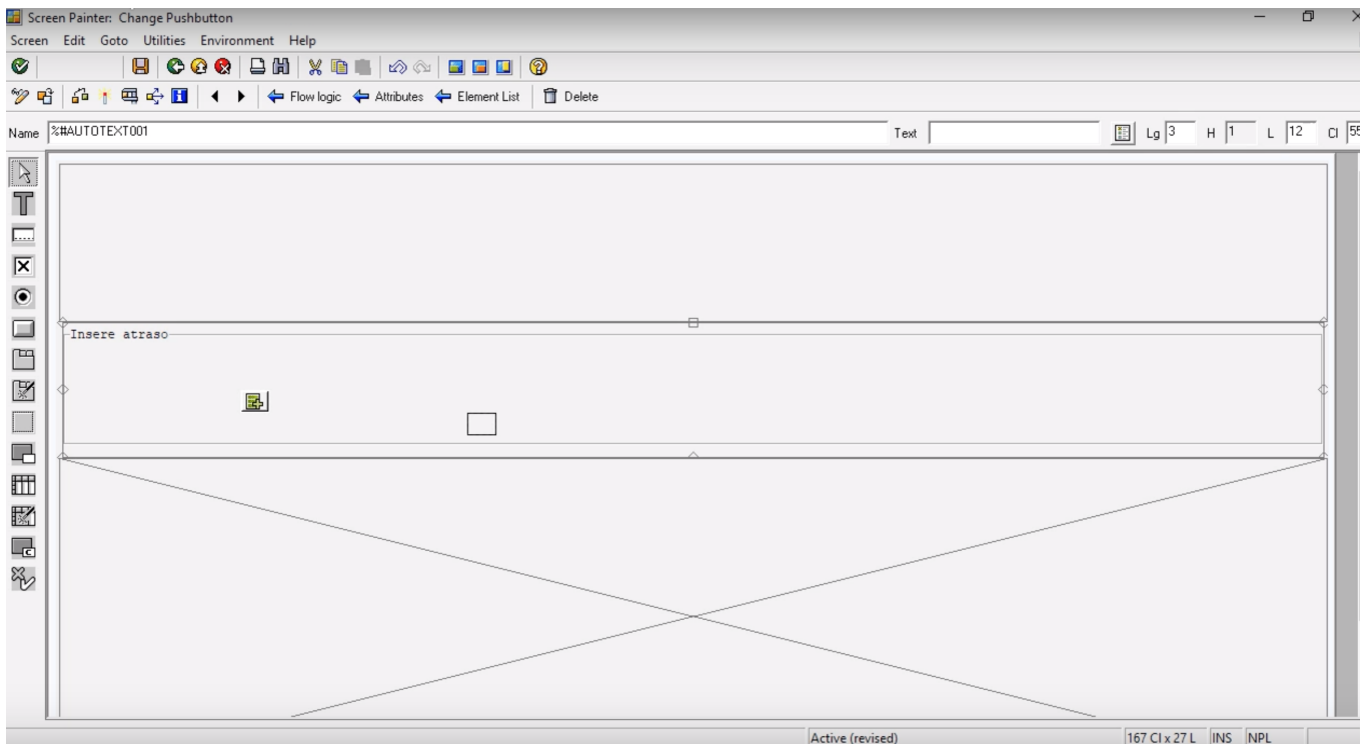 Screen Painter: Change Pushbutton
Screen Edit Goto Utilities Environment Help
Flow logic Attributes Element List Delete
Name %#AUTOTEXT001 Text Lg 3 H 1 L 12 Cl 55
Insere atraso
Active (revised) 167 Cl x 27 L INS NPL